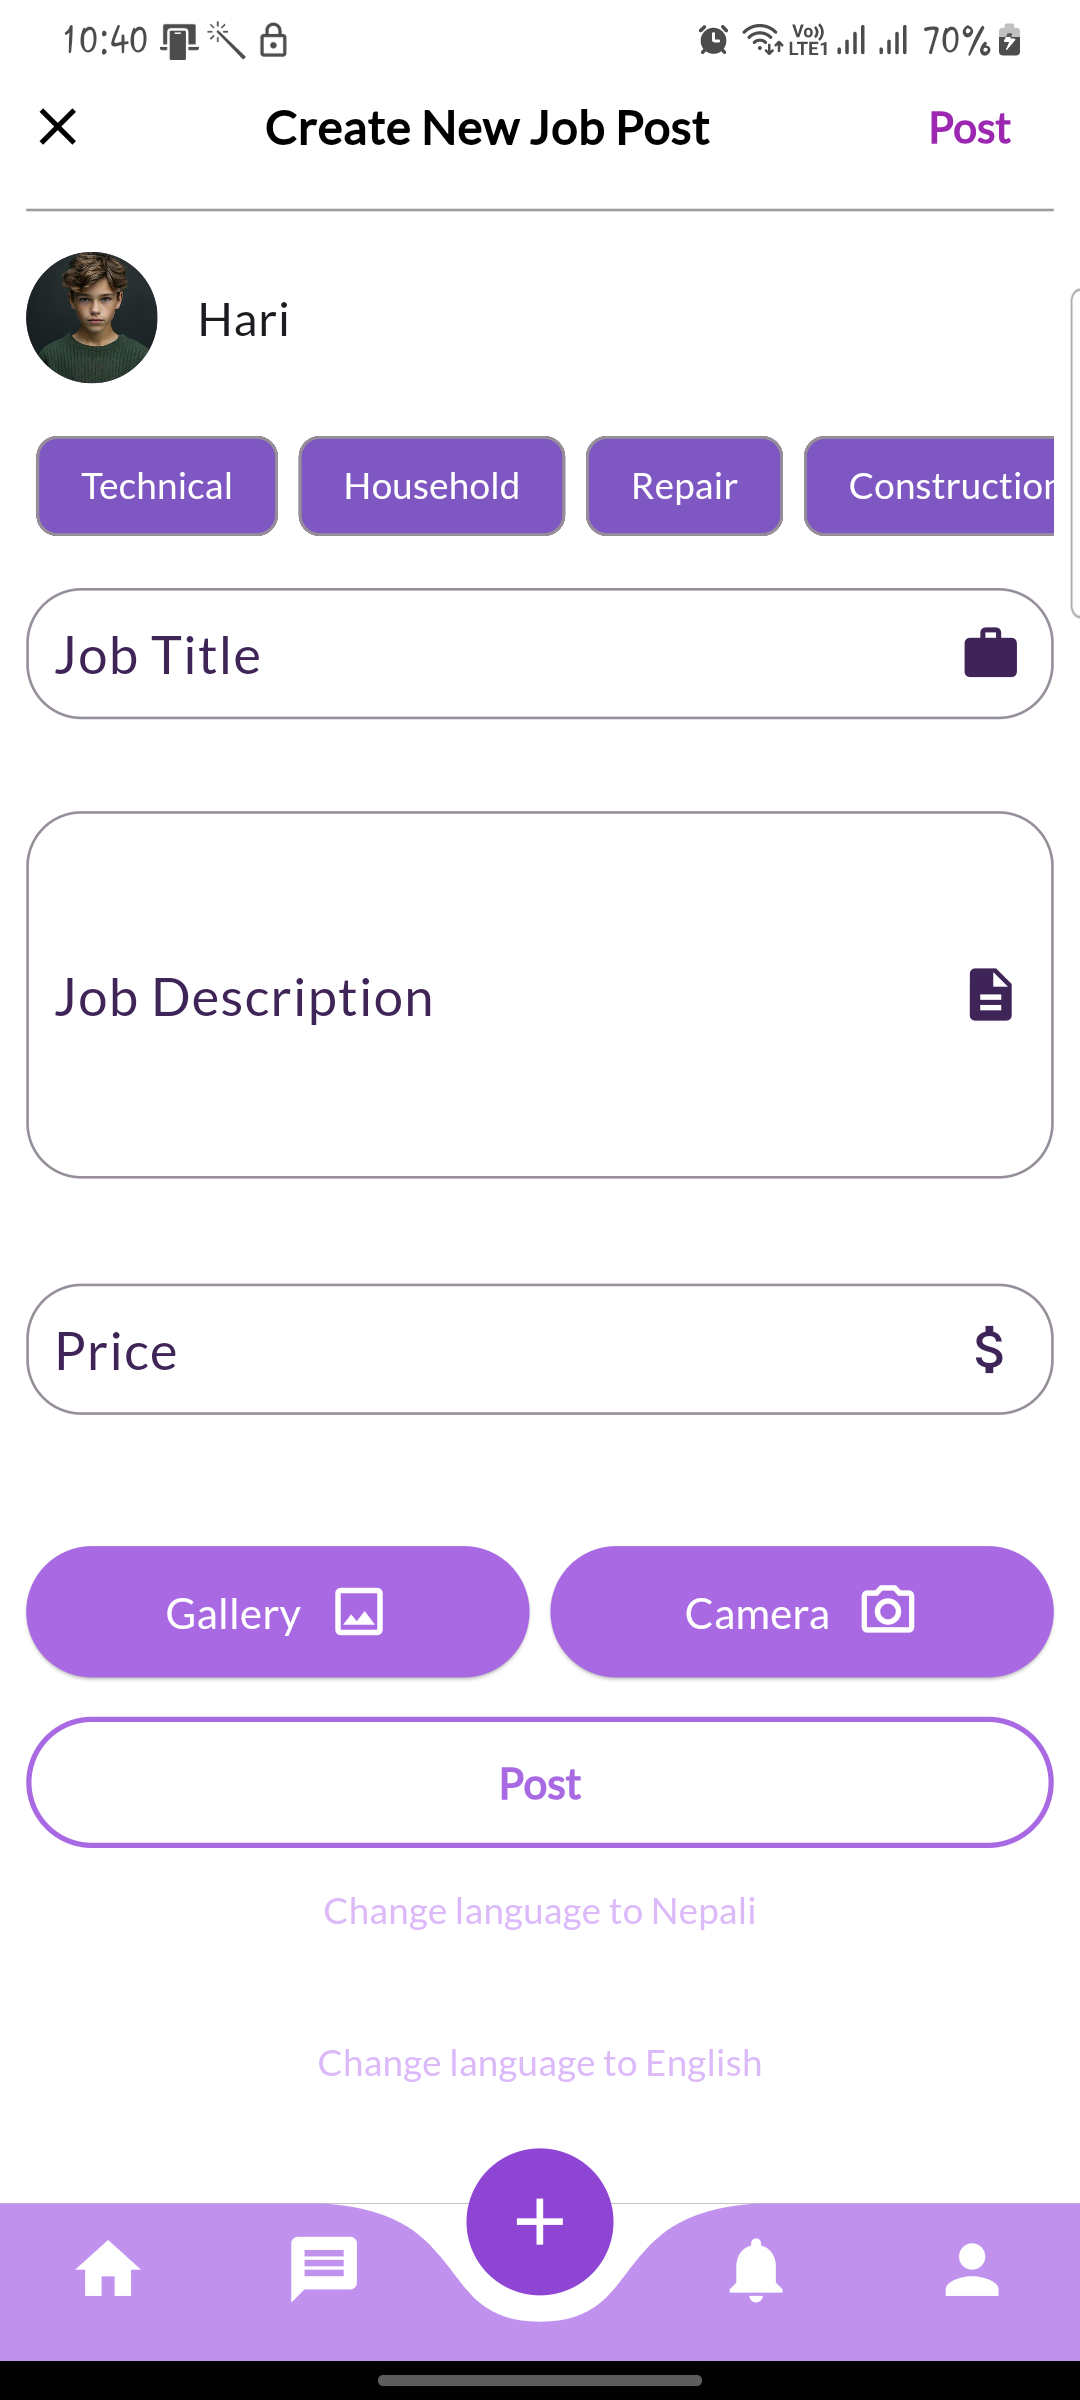 10:40 Vo)) LTE1 70%
Create New Job Post Post
Hari
Technical Household Repair Construction
Job Title
Job Description
Price $
Gallery Camera
Post
Change language to Nepali
Change language to English